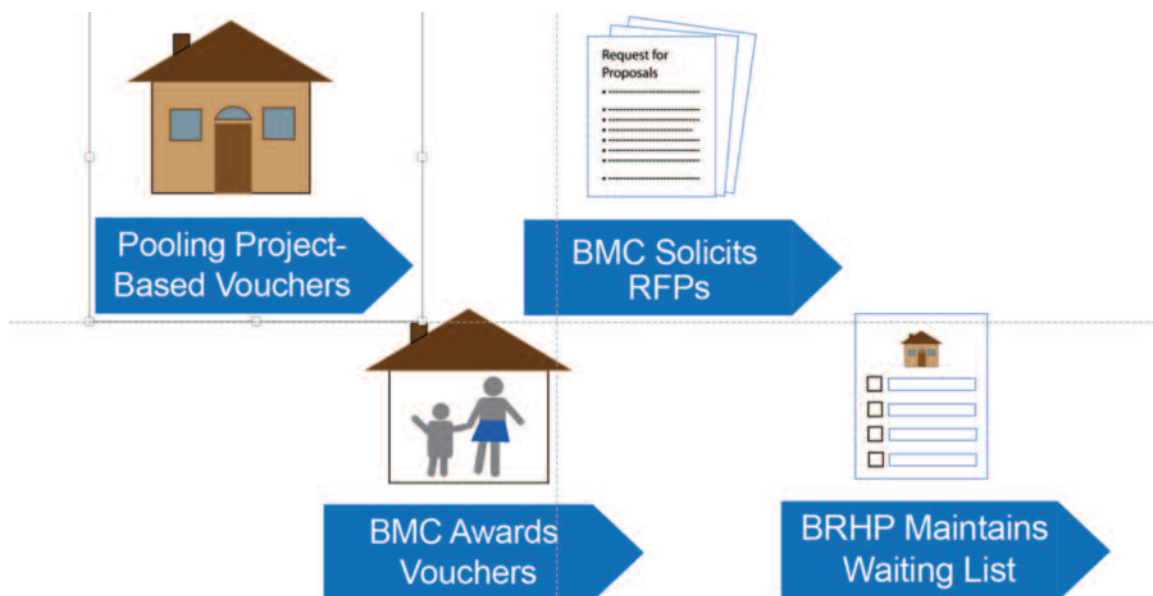 Request for
Proposals
Pooling Project-
Based Vouchers
BMC Solicits
RFPs
BMC Awards
Vouchers
BRHP Maintains
Waiting List